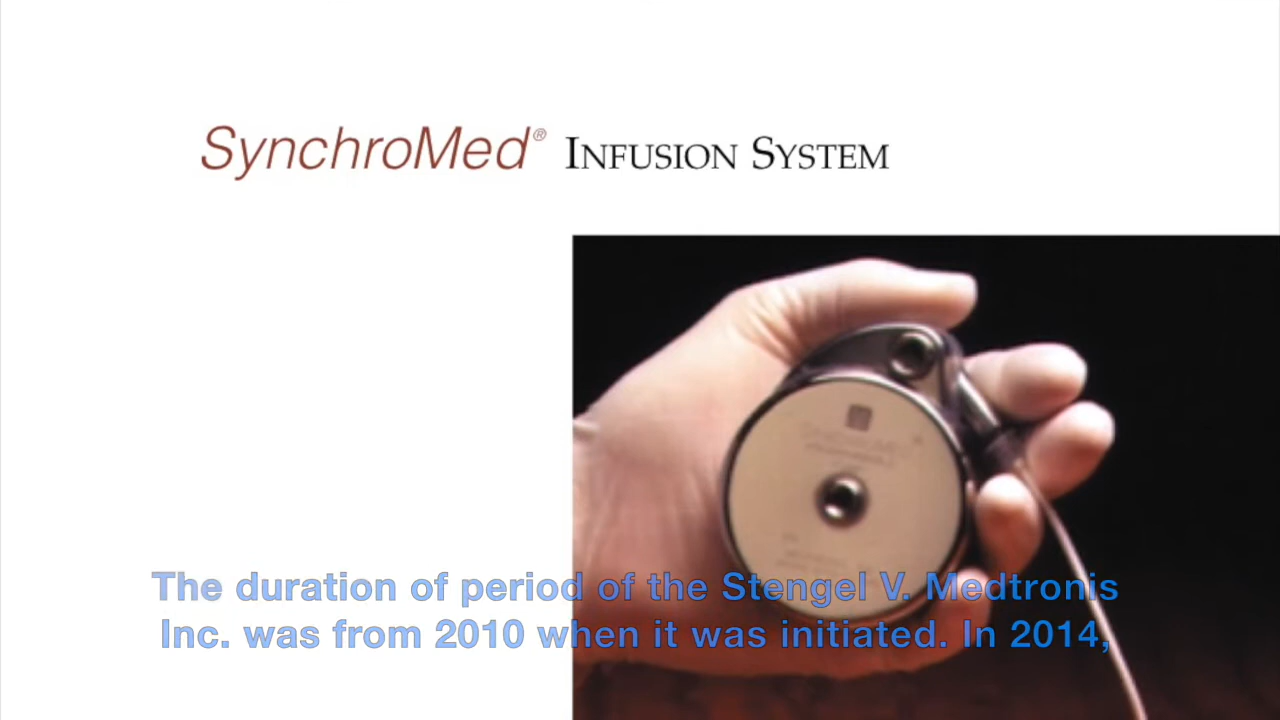 SynchroMed® INFUSION SYSTEM
The duration of period of the Stengel V. Medtronis
Inc. was from 2010 when it was initiated. In 2014,